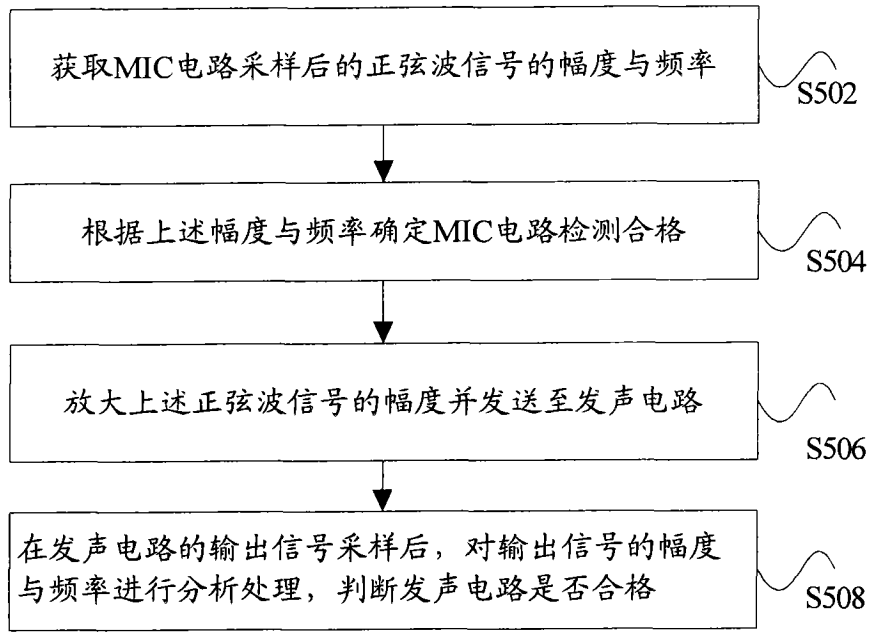 获取MIC电路采样后的正弦波信号的幅度与频率
S502
根据上述幅度与频率确定MIC电路检测合格
S504
放大上述正弦波信号的幅度并发送至发声电路
S506
在发声电路的输出信号采样后，对输出信号的幅度
与频率进行分析处理，判断发声电路是否合格
S508